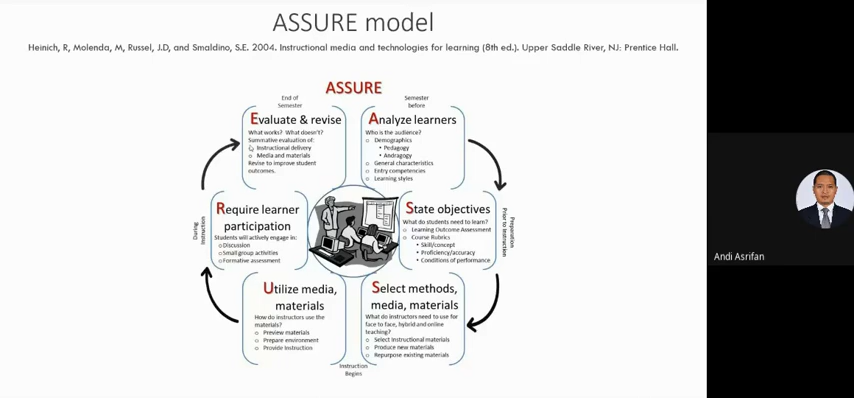 ASSURE model
Heinich, R, Molenda, M, Russel, J.D, and Smaldino, S.E. 2004. Instructional media and technologies for learning (8th ed.). Upper Saddle River, NJ: Prentice Hall.
ASSURE
End of
Semester
Semester
before
Evaluate & revise
What works? What doesn't?
Summative evaluation of:
Instructional delivery
Media and materials
Revise to improve student
outcomes.
Analyze learners
Who is the audience?
Demographics
Pedagogy
Andragogy
General characteristics
Entry competencies
Learning styles
Require learner
participation
Students will actively engage in:
Discussion
Small group activities
Formative assessment
During
Instruction
State objectives
What do students need to learn?
Learning Outcome Assessment
Course Rubrics
Skill/concept
Proficiency/accuracy
Conditions of performance
Preparation
Prior to Instruction
Utilize media,
materials
How do instructors use the
materials?
Preview materials
Prepare environment
Provide Instruction
Select methods,
media, materials
What do instructors need to use for
face to face, hybrid and online
teaching?
Select Instructional materials
Produce new materials
Repurpose existing materials
Instruction
Begins
Andi Asrifan